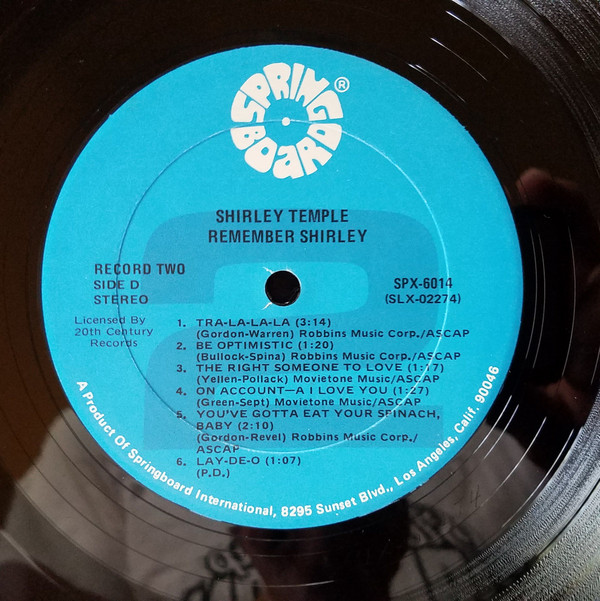 SPRING BOARD®
2
SHIRLEY TEMPLE
REMEMBER SHIRLEY
RECORD TWO
SIDE D
STEREO
SPX-6014
(SLX-02274)
Licensed By
20th Century
Records
1. TRA-LA-LA-LA (3:14)
(Gordon-Warren) Robbins Music Corp./ASCAP
2. BE OPTIMISTIC (1:20)
(Bullock-Spina) Robbins Music Corp./ASCAP
3. THE RIGHT SOMEONE TO LOVE (1:17)
(Yellen-Pollack) Movietone Music/ASCAP
4. ON ACCOUNT—A I LOVE YOU (1:27)
(Green-Sept) Movietone Music/ASCAP
5. YOU'VE GOTTA EAT YOUR SPINACH,
BABY (2:10)
(Gordon-Revel) Robbins Music Corp./
ASCAP
6. LAY-DE-O (1:07)
(P.D.)
A Product Of Springboard International, 8295 Sunset Blvd., Los Angeles, Calif. 90046